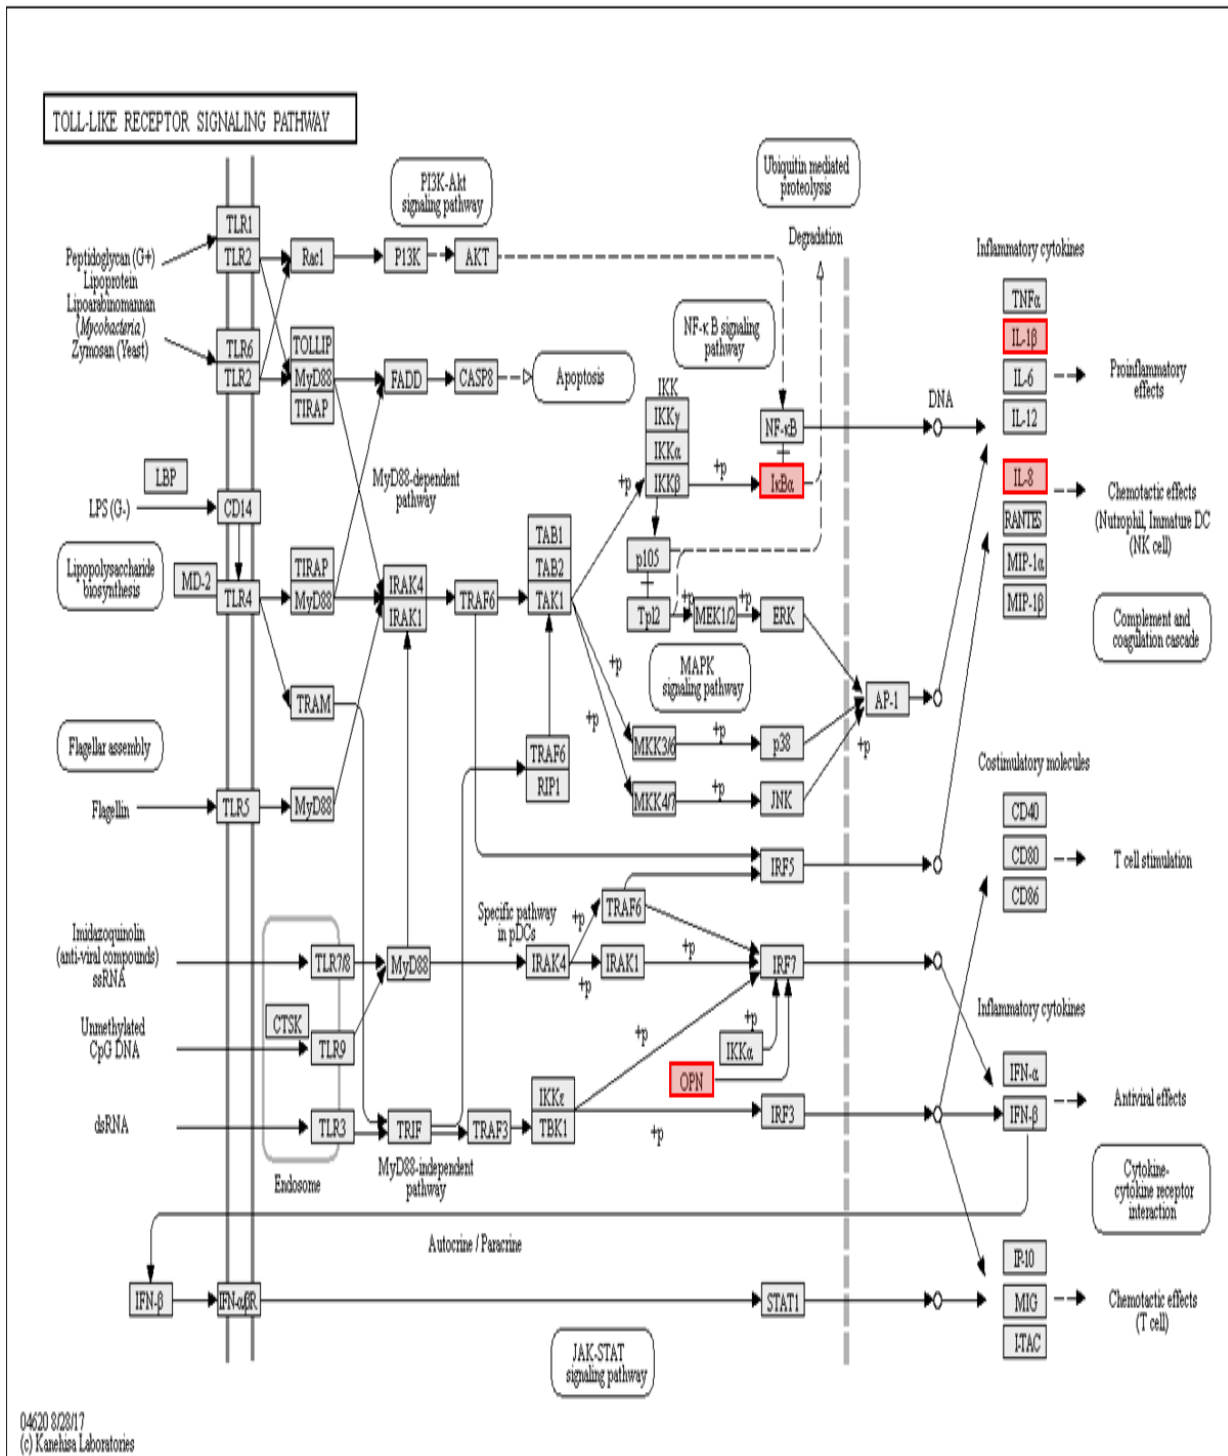 TOLL-LIKE RECEPTOR SIGNALING PATHWAY
PI3K-Akt
signaling pathway
Ubiquitin mediated
proteolysis
Degradation
TLR1
TLR2
Rac1
P13K
AKT
Peptidoglycan (G+)
Lipoprotein
Lipoarabinomannan
(Mycobacteria)
Zymosan (Yeast)
TLR6
TLR2
TOLLIP
MyD88
TIRAP
FADD
CASP8
Apoptosis
NF-κ B signaling
pathway
IKK
IKKγ
IKKα
IKKβ
NF-κB
IκBα
+p
+p
DNA
Inflammatory cytokines
TNFα
IL-1β
IL-6
IL-12
Proinflammatory
effects
IL-8
RANTES
MIP-1α
MIP-1β
Chemotactic effects
(Nutrophil, Immature DC
(NK cell)
Complement and
coagulation cascade
MyD88-dependent
pathway
LBP
LPS (G-)
CD14
Lipopolysaccharide
biosynthesis
MD-2
TLR4
TIRAP
MyD88
IRAK4
IRAK1
TRAF6
TAB1
TAB2
TAK1
p105
Tpl2
+p
MEK1/2
+p
ERK
MAPK
signaling pathway
AP-1
TRAM
+p
+p
MKK3/6
+p
p38
+p
MKK4/7
+p
JNK
TRAF6
RIP1
Flagellar assembly
Flagellin
TLR5
MyD88
Costimulatory molecules
CD40
CD80
CD86
T cell stimulation
IRF5
Specific pathway
in pDCs
+p
TRAF6
Imidazoquinolin
(anti-viral compounds)
ssRNA
TLR7/8
MyD88
IRAK4
+p
IRAK1
+p
IRF7
CTSK
Unmethylated
CpG DNA
TLR9
+p
+p
IKKα
OPN
Inflammatory cytokines
IFN-α
IFN-β
Antiviral effects
dsRNA
TLR3
TRIF
TRAF3
IKKε
TBK1
+p
IRF3
Endosome
MyD88-independent
pathway
Cytokine-
cytokine receptor
interaction
Autocrine / Paracrine
IFN-β
IFN-αβR
STAT1
IP-10
MIG
I-TAC
Chemotactic effects
(T cell)
JAK-STAT
signaling pathway
04620 8/28/17
(c) Kanehisa Laboratories